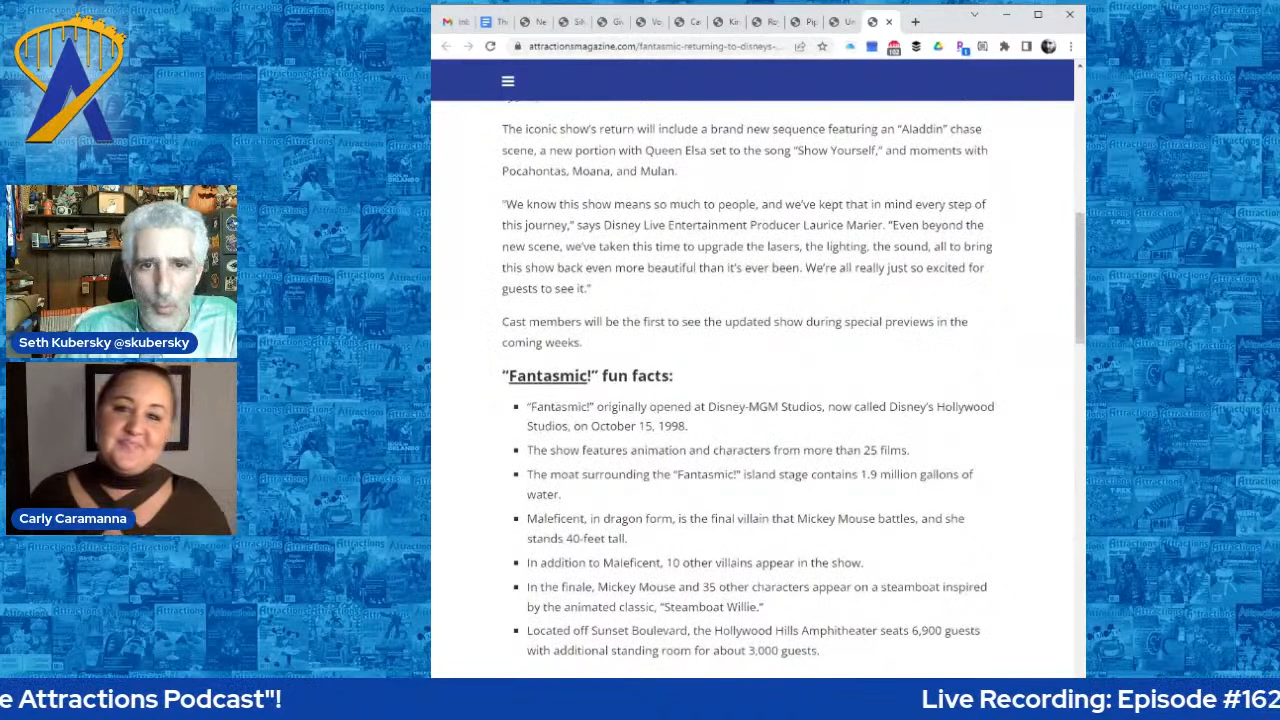 attractionsmagazine.com/fantasmic-returning-to-disneys-...
The iconic show's return will include a brand new sequence featuring an "Aladdin" chase
scene, a new portion with Queen Elsa set to the song "Show Yourself," and moments with
Pocahontas, Moana, and Mulan.
"We know this show means so much to people, and we've kept that in mind every step of
this journey," says Disney Live Entertainment Producer Laurice Marier. "Even beyond the
new scene, we've taken this time to upgrade the lasers, the lighting, the sound, all to bring
this show back even more beautiful than it's ever been. We're all really just so excited for
guests to see it."
Cast members will be the first to see the updated show during special previews in the
coming weeks.
"Fantasmic!" fun facts:
"Fantasmic!" originally opened at Disney-MGM Studios, now called Disney's Hollywood
Studios, on October 15, 1998.
The show features animation and characters from more than 25 films.
The moat surrounding the "Fantasmic!" island stage contains 1.9 million gallons of
water.
Maleficent, in dragon form, is the final villain that Mickey Mouse battles, and she
stands 40-feet tall.
In addition to Maleficent, 10 other villains appear in the show.
In the finale, Mickey Mouse and 35 other characters appear on a steamboat inspired
by the animated classic, "Steamboat Willie."
Located off Sunset Boulevard, the Hollywood Hills Amphitheater seats 6,900 guests
with additional standing room for about 3,000 guests.
Seth Kubersky @skubersky
Carly Caramanna
e Attractions Podcast"!
Live Recording: Episode #162